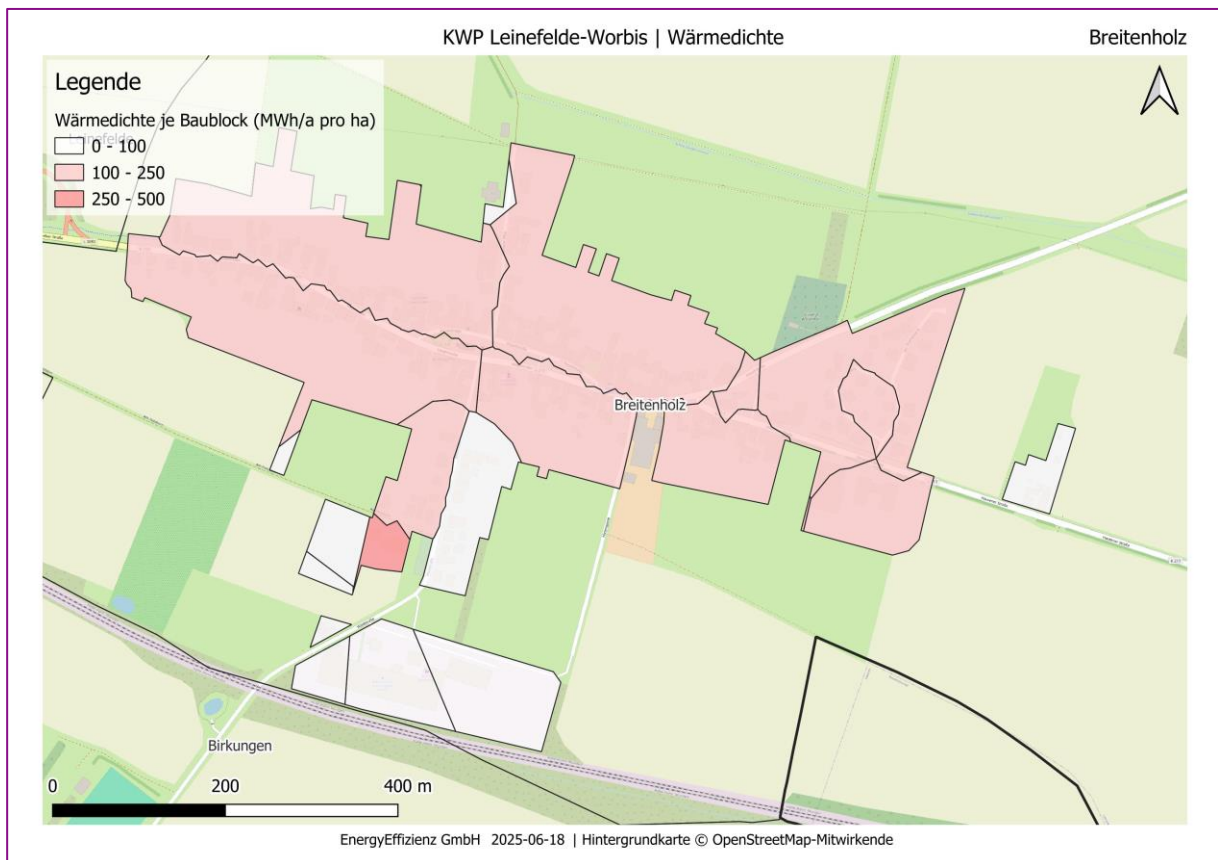 KWP Leinefelde-Worbis | Wärmedichte
Breitenholz
Legende
Wärmedichte je Baublock (MWh/a pro ha)
Leinefelde
0 - 100
100 - 250
250 - 500
Breitenholz
Birkungen
0 200 400 m
EnergyEffizienz GmbH 2025-06-18 | Hintergrundkarte © OpenStreetMap-Mitwirkende